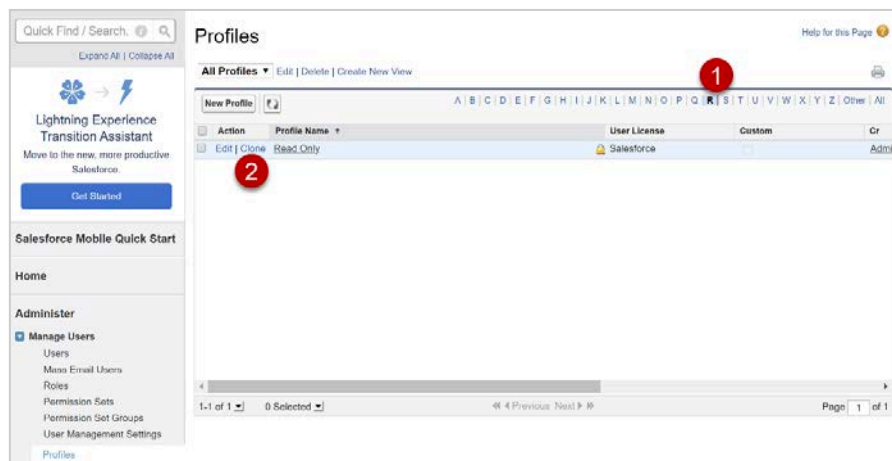 Quick Find / Search.
Expand All | Collapse All
Lightning Experience
Transition Assistant
Move to the new, more productive
Salesforce.
Get Started
Salesforce Mobile Quick Start
Home
Administer
Manage Users
Users
Mass Email Users
Roles
Permission Sets
Permission Set Groups
User Management Settings
Profiles
Profiles
Help for this Page
All Profiles Edit | Delete | Create New View
1
New Profile A | B | C | D | E | F | G | H | I | J | K | L | M | N | O | P | Q | R | S | T | U | V | W | X | Y | Z | Other | All
Action Profile Name User License Custom Cr
Edit | Clone Read Only Salesforce Admi
2
1-1 of 1 0 Selected Previous Next Page 1 of 1